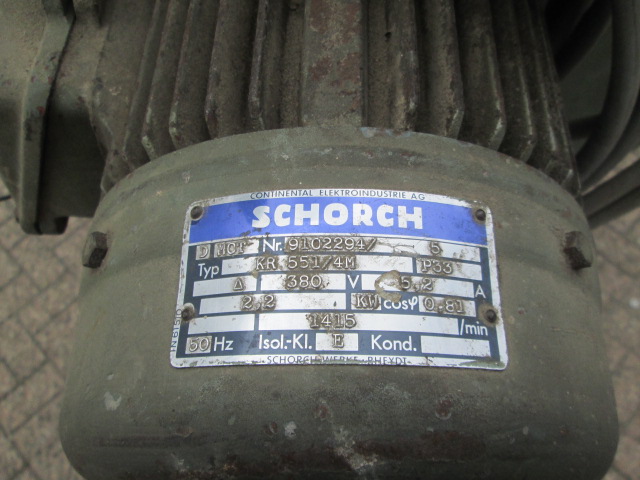 CONTINENTAL ELEKTROINDUSTRIE AG
SCHORCH
D MOT Nr. 9102294/ 5
Typ KR 551/4M P33
Δ 380 V 5.2 A
2.2 KW cosφ 0.81
1415 /min
50 Hz Isol.-Kl. E Kond.
SCHORCH-WERKE, RHEYDT